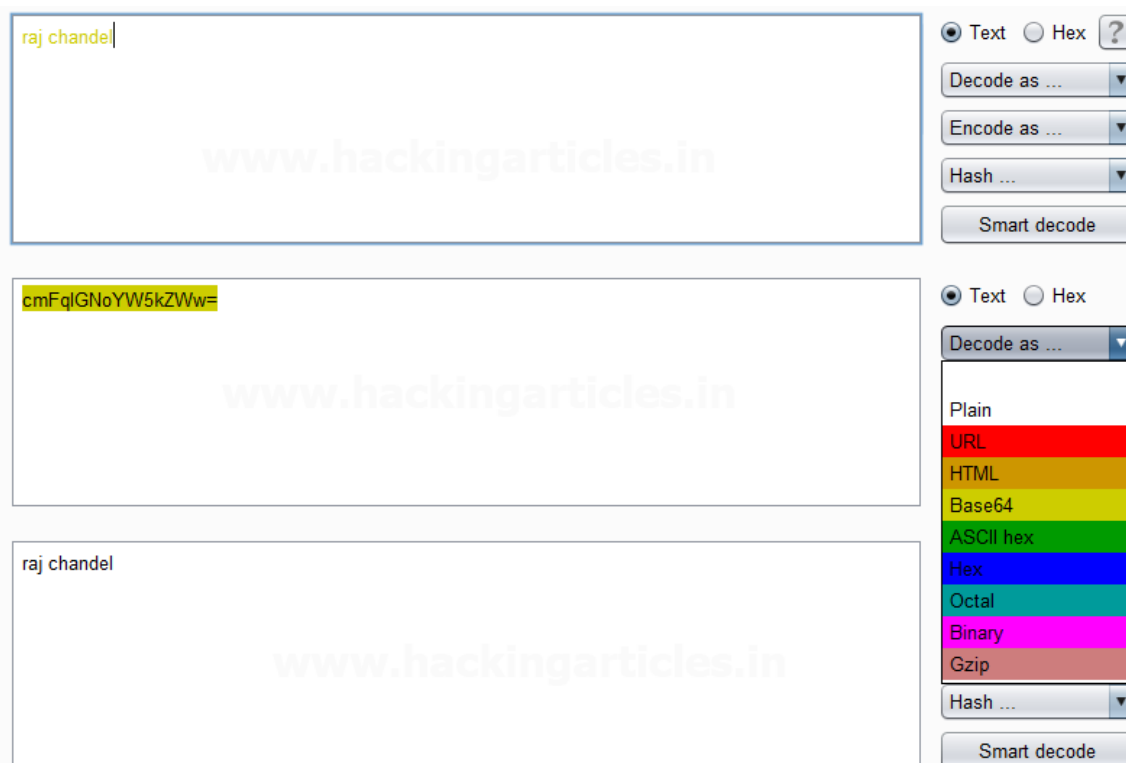 raj chandel
Text Hex ?
Decode as ...
Encode as ...
Hash ...
Smart decode
www.hackingarticles.in
cmFqIGNoYW5kZWw=
Text Hex
Decode as ...
Plain
URL
HTML
Base64
ASCII hex
Hex
Octal
Binary
Gzip
www.hackingarticles.in
raj chandel
Hash ...
Smart decode
www.hackingarticles.in